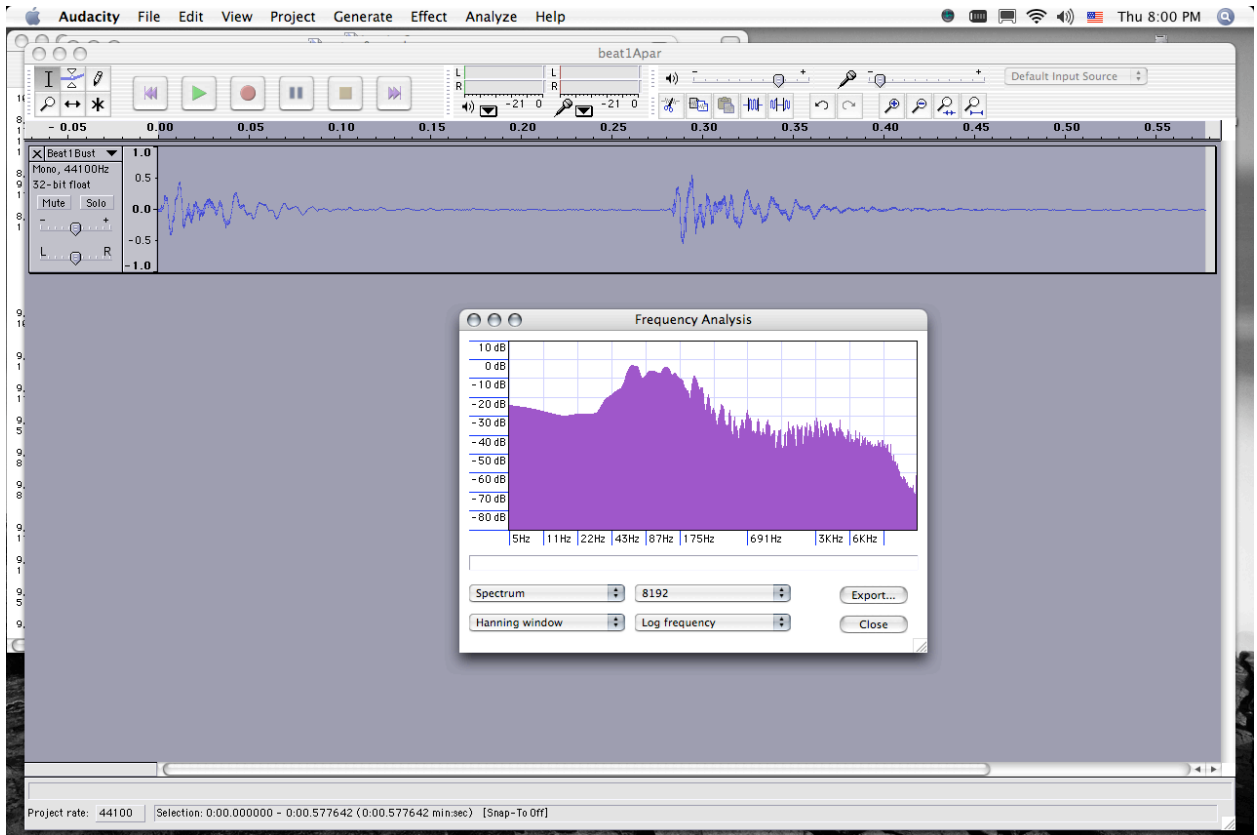 Audacity File Edit View Project Generate Effect Analyze Help Thu 8:00 PM
beat1Apar
L
R
L
R
-21 0
-21 0
- +
- +
Default Input Source
- 0.05 0.00 0.05 0.10 0.15 0.20 0.25 0.30 0.35 0.40 0.45 0.50 0.55
X Beat1Bust
Mono, 44100Hz
32-bit float
Mute Solo
- +
L R
1.0
0.5
0.0
-0.5
-1.0
Frequency Analysis
10 dB
0 dB
-10 dB
-20 dB
-30 dB
-40 dB
-50 dB
-60 dB
-70 dB
-80 dB
5Hz 11Hz 22Hz 43Hz 87Hz 175Hz 691Hz 3KHz 6KHz
Spectrum 8192 Export...
Hanning window Log frequency Close
Project rate: 44100 Selection: 0:00.000000 - 0:00.577642 (0:00.577642 min:sec) [Snap-To Off]